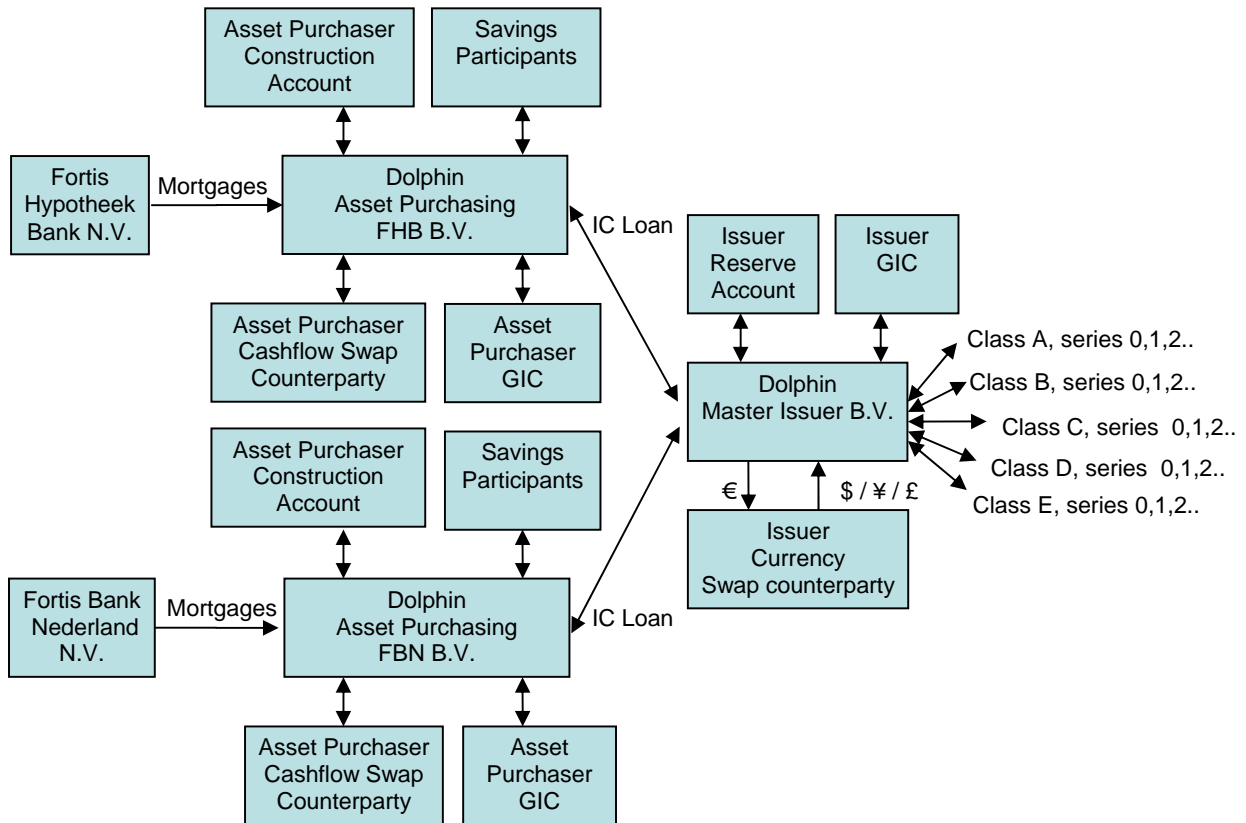 Asset Purchaser
Construction
Account
Savings
Participants
Fortis
Hypotheek
Bank N.V.
Mortgages
Dolphin
Asset Purchasing
FHB B.V.
IC Loan
Issuer
Reserve
Account
Issuer
GIC
Asset Purchaser
Cashflow Swap
Counterparty
Asset
Purchaser
GIC
Dolphin
Master Issuer B.V.
Class A, series 0,1,2..
Class B, series 0,1,2..
Class C, series 0,1,2..
Class D, series 0,1,2..
Class E, series 0,1,2..
Asset Purchaser
Construction
Account
Savings
Participants
€
$ / ¥ / £
Issuer
Currency
Swap counterparty
Fortis Bank
Nederland
N.V.
Mortgages
Dolphin
Asset Purchasing
FBN B.V.
IC Loan
Asset Purchaser
Cashflow Swap
Counterparty
Asset
Purchaser
GIC